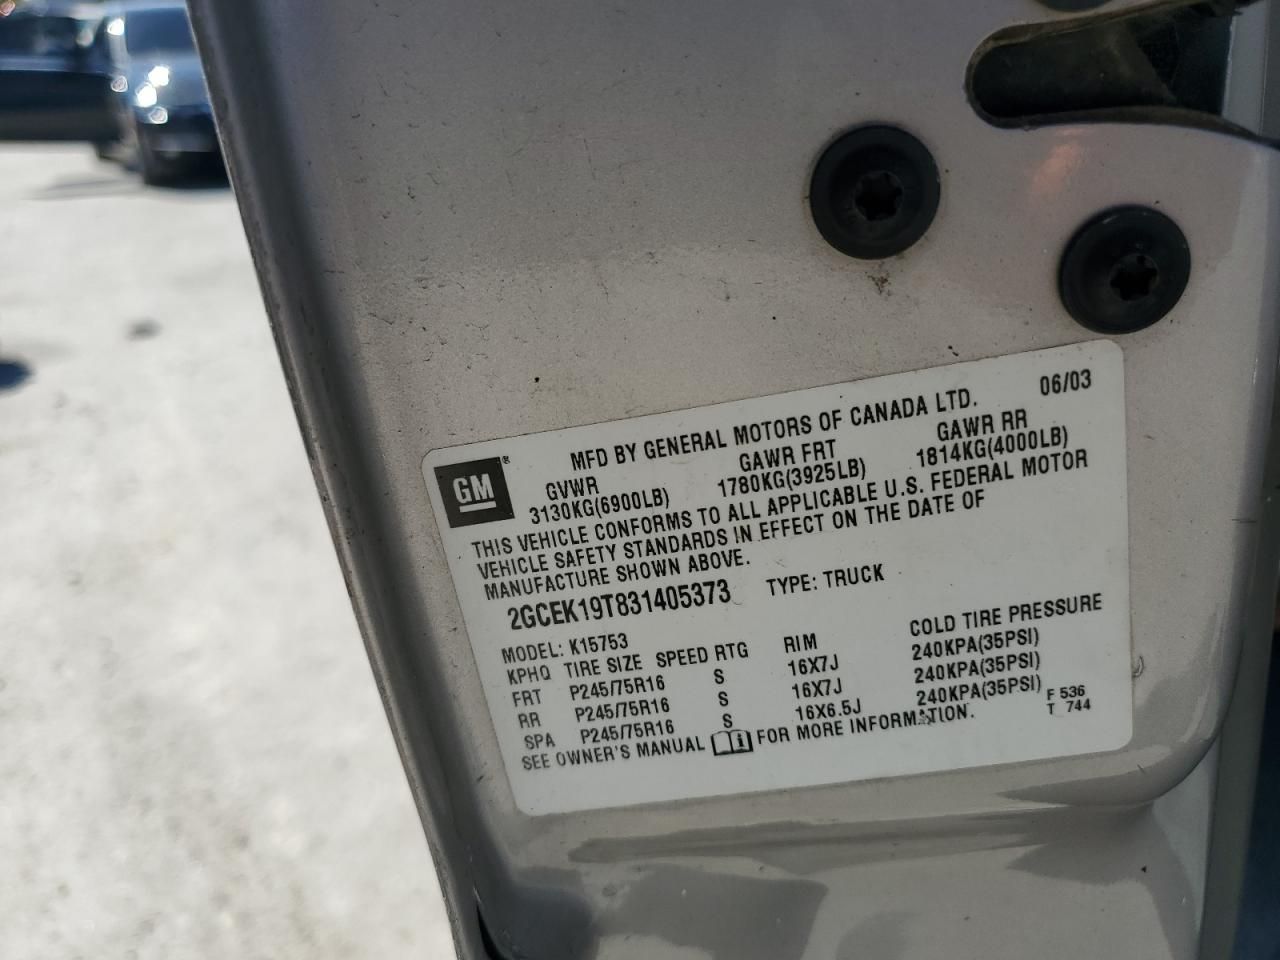 MFD BY GENERAL MOTORS OF CANADA LTD. 06/03
GM®
GVWR GAWR FRT GAWR RR
3130KG(6900LB) 1780KG(3925LB) 1814KG(4000LB)
THIS VEHICLE CONFORMS TO ALL APPLICABLE U.S. FEDERAL MOTOR
VEHICLE SAFETY STANDARDS IN EFFECT ON THE DATE OF
MANUFACTURE SHOWN ABOVE.
2GCEK19T831405373 TYPE: TRUCK
MODEL: K15753
KPHQ TIRE SIZE SPEED RTG RIM COLD TIRE PRESSURE
FRT P245/75R16 S 16X7J 240KPA(35PSI)
RR P245/75R16 S 16X7J 240KPA(35PSI)
SPA P245/75R16 S 16X6.5J 240KPA(35PSI)
SEE OWNER'S MANUAL FOR MORE INFORMATION.
F 536
T 744